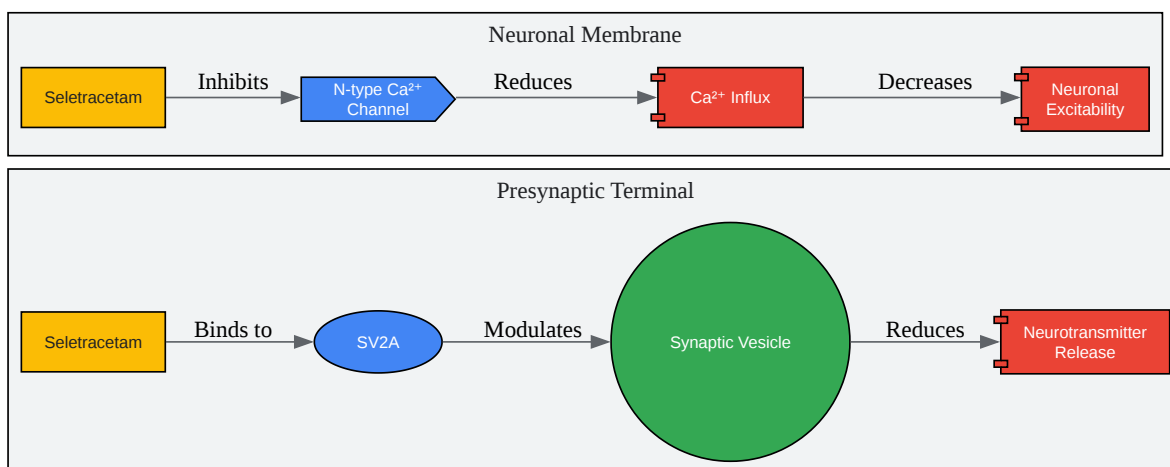 Neuronal Membrane
Seletracetam
Inhibits
N-type Ca²⁺
Channel
Reduces
Ca²⁺ Influx
Decreases
Neuronal
Excitability
Presynaptic Terminal
Seletracetam
Binds to
SV2A
Modulates
Synaptic Vesicle
Reduces
Neurotransmitter
Release